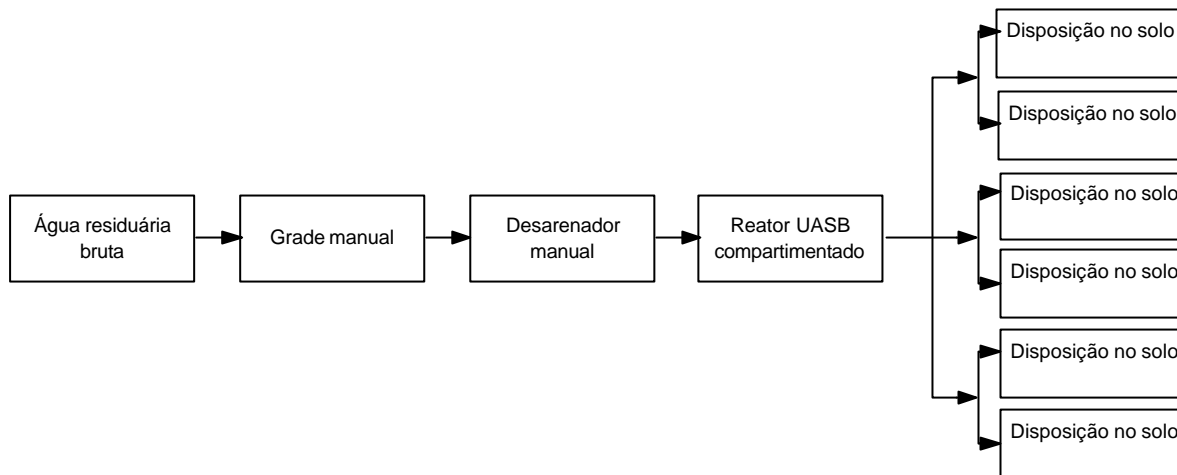 Disposição no solo
Disposição no solo
Água residuária
bruta
Grade manual
Desarenador
manual
Reator UASB
compartimentado
Disposição no solo
Disposição no solo
Disposição no solo
Disposição no solo